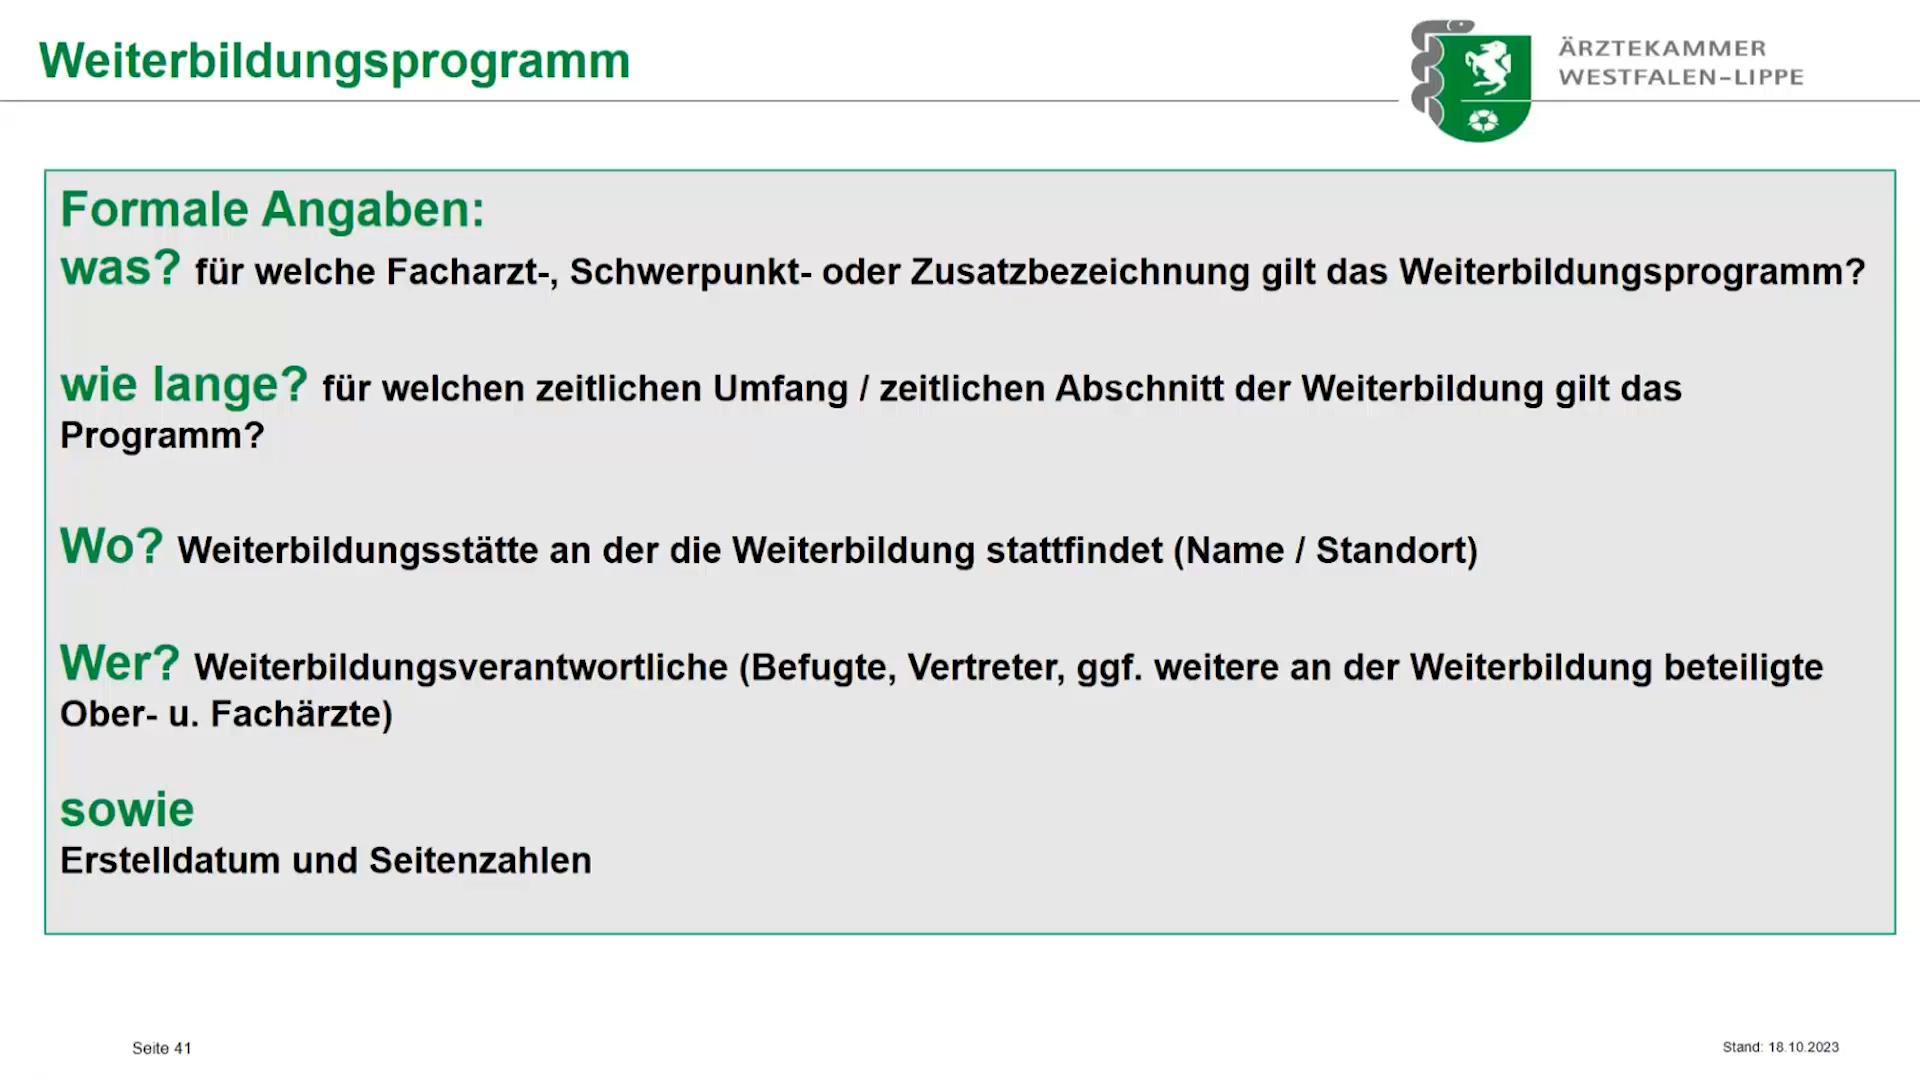 Weiterbildungsprogramm
ÄRZTEKAMMER
WESTFALEN-LIPPE
Formale Angaben:
was? für welche Facharzt-, Schwerpunkt- oder Zusatzbezeichnung gilt das Weiterbildungsprogramm?
wie lange? für welchen zeitlichen Umfang / zeitlichen Abschnitt der Weiterbildung gilt das
Programm?
Wo? Weiterbildungsstätte an der die Weiterbildung stattfindet (Name / Standort)
Wer? Weiterbildungsverantwortliche (Befugte, Vertreter, ggf. weitere an der Weiterbildung beteiligte
Ober- u. Fachärzte)
sowie
Erstelldatum und Seitenzahlen
Seite 41
Stand: 18.10.2023